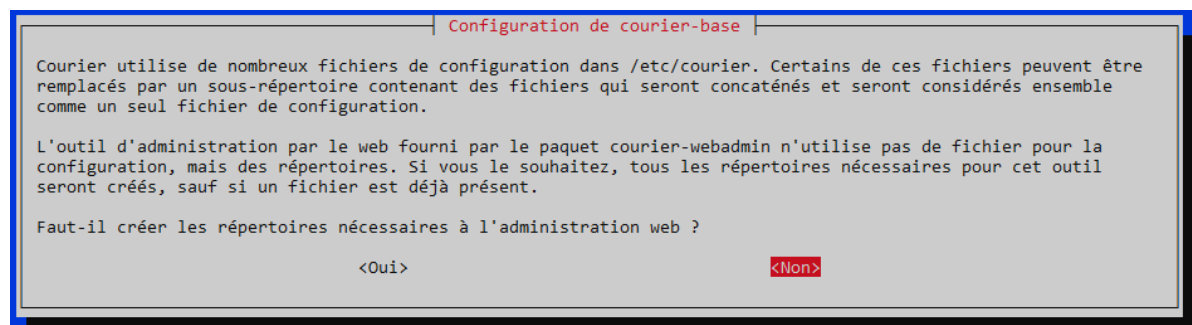 Configuration de courier-base
Courier utilise de nombreux fichiers de configuration dans /etc/courier. Certains de ces fichiers peuvent être
remplacés par un sous-répertoire contenant des fichiers qui seront concaténés et seront considérés ensemble
comme un seul fichier de configuration.
L'outil d'administration par le web fourni par le paquet courier-webadmin n'utilise pas de fichier pour la
configuration, mais des répertoires. Si vous le souhaitez, tous les répertoires nécessaires pour cet outil
seront créés, sauf si un fichier est déjà présent.
Faut-il créer les répertoires nécessaires à l'administration web ?
<Oui> <Non>